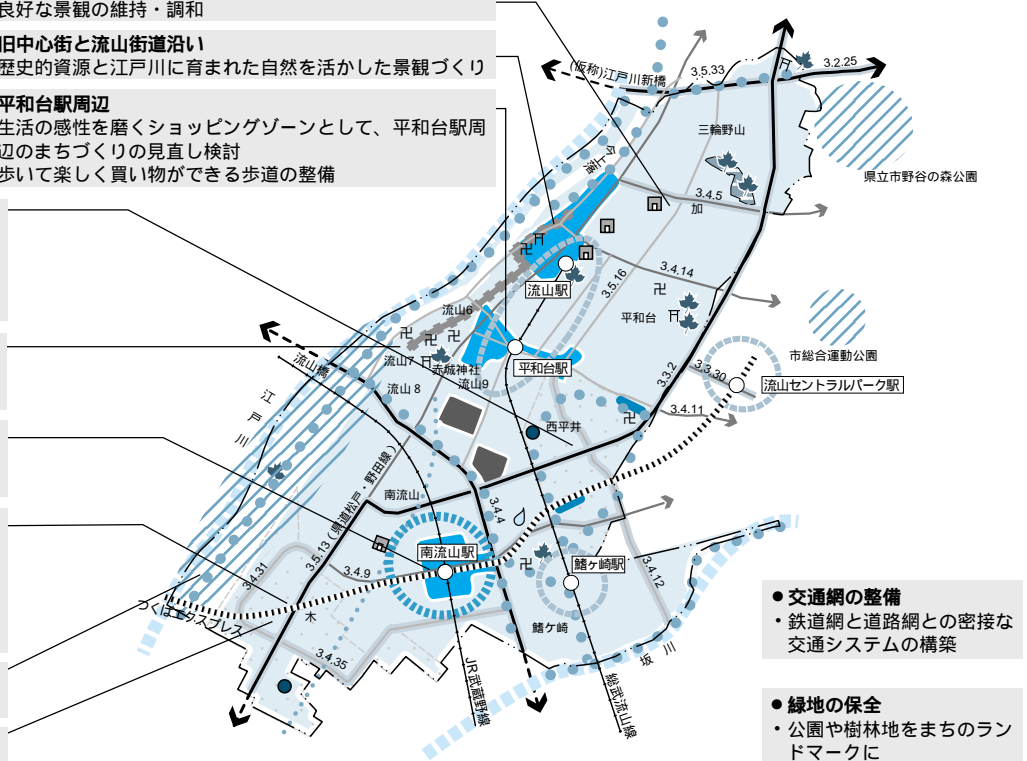 良好な景観の維持・調和
旧中心街と流山街道沿い
歴史的資源と江戸川に育まれた自然を活かした景観づくり
平和台駅周辺
生活の感性を磨くショッピングゾーンとして、平和台駅周
辺のまちづくりの見直し検討
歩いて楽しく買い物ができる歩道の整備
(仮称)江戸川新橋
3.5.33
3.2.25
三輪野山
県立市野谷の森公園
今上落
3.4.5
加
流山駅
3.5.16
3.4.14
平和台
流山6
市総合運動公園
流山橋
流山7
赤城神社
流山8
流山9
平和台駅
3.3.2
3.3.30
流山セントラルパーク駅
3.4.11
江戸川
西平井
3.5.13(県道松戸・野田線)
南流山
3.4.4
南流山駅
鰭ヶ崎駅
3.4.9
3.4.12
3.4.31
つくばエクスプレス
木
鰭ケ崎
3.4.35
坂川
JR武蔵野線
総武流山線
●交通網の整備
・鉄道網と道路網との密接な
交通システムの構築
●緑地の保全
・公園や樹林地をまちのラン
ドマークに